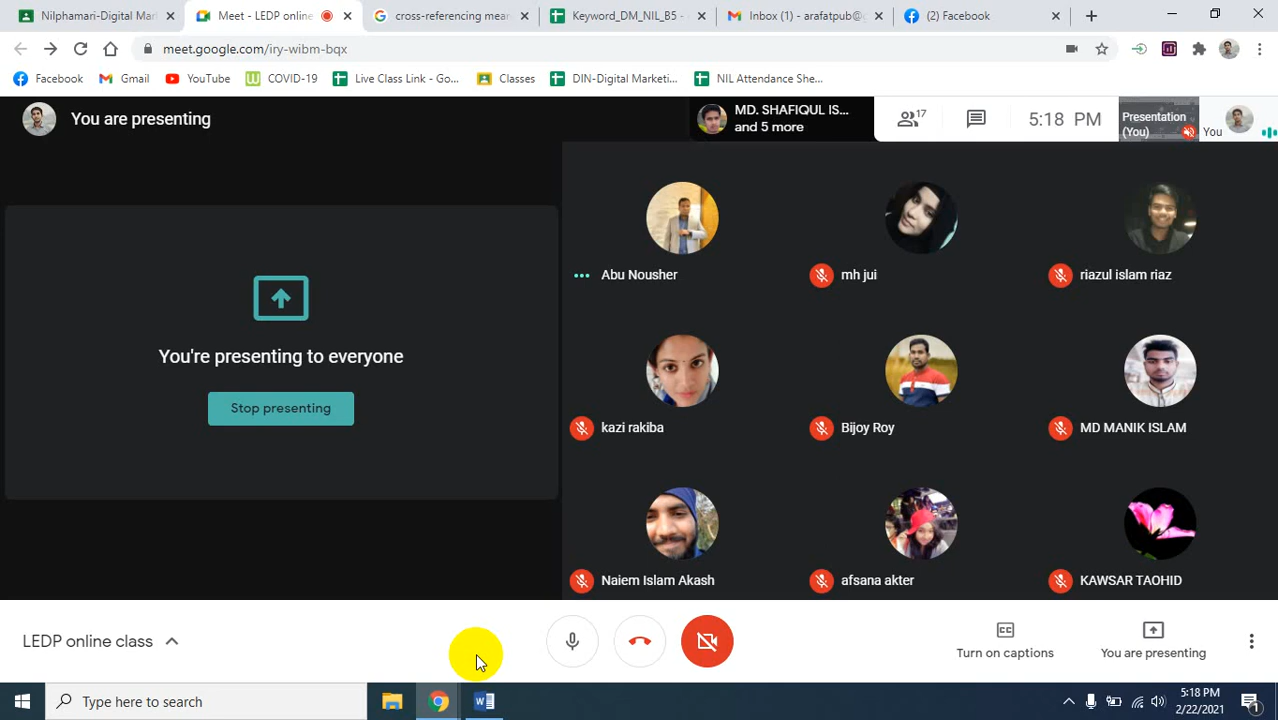 Nilphamari-Digital Mar
Meet - LEDP online
cross-referencing mear
Keyword_DM_NIL_B5 -
Inbox (1) - arafatpub@g
(2) Facebook
meet.google.com/iry-wibm-bqx
Facebook
Gmail
YouTube
COVID-19
Live Class Link - Go...
Classes
DIN-Digital Marketi...
NIL Attendance She...
You are presenting
MD. SHAFIQUL IS...
and 5 more
17
5:18 PM
Presentation
(You)
You
You're presenting to everyone
Stop presenting
Abu Nousher
mh jui
riazul islam riaz
kazi rakiba
Bijoy Roy
MD MANIK ISLAM
Naiem Islam Akash
afsana akter
KAWSAR TAOHID
LEDP online class
CC
Turn on captions
You are presenting
Type here to search
5:18 PM
2/22/2021
1